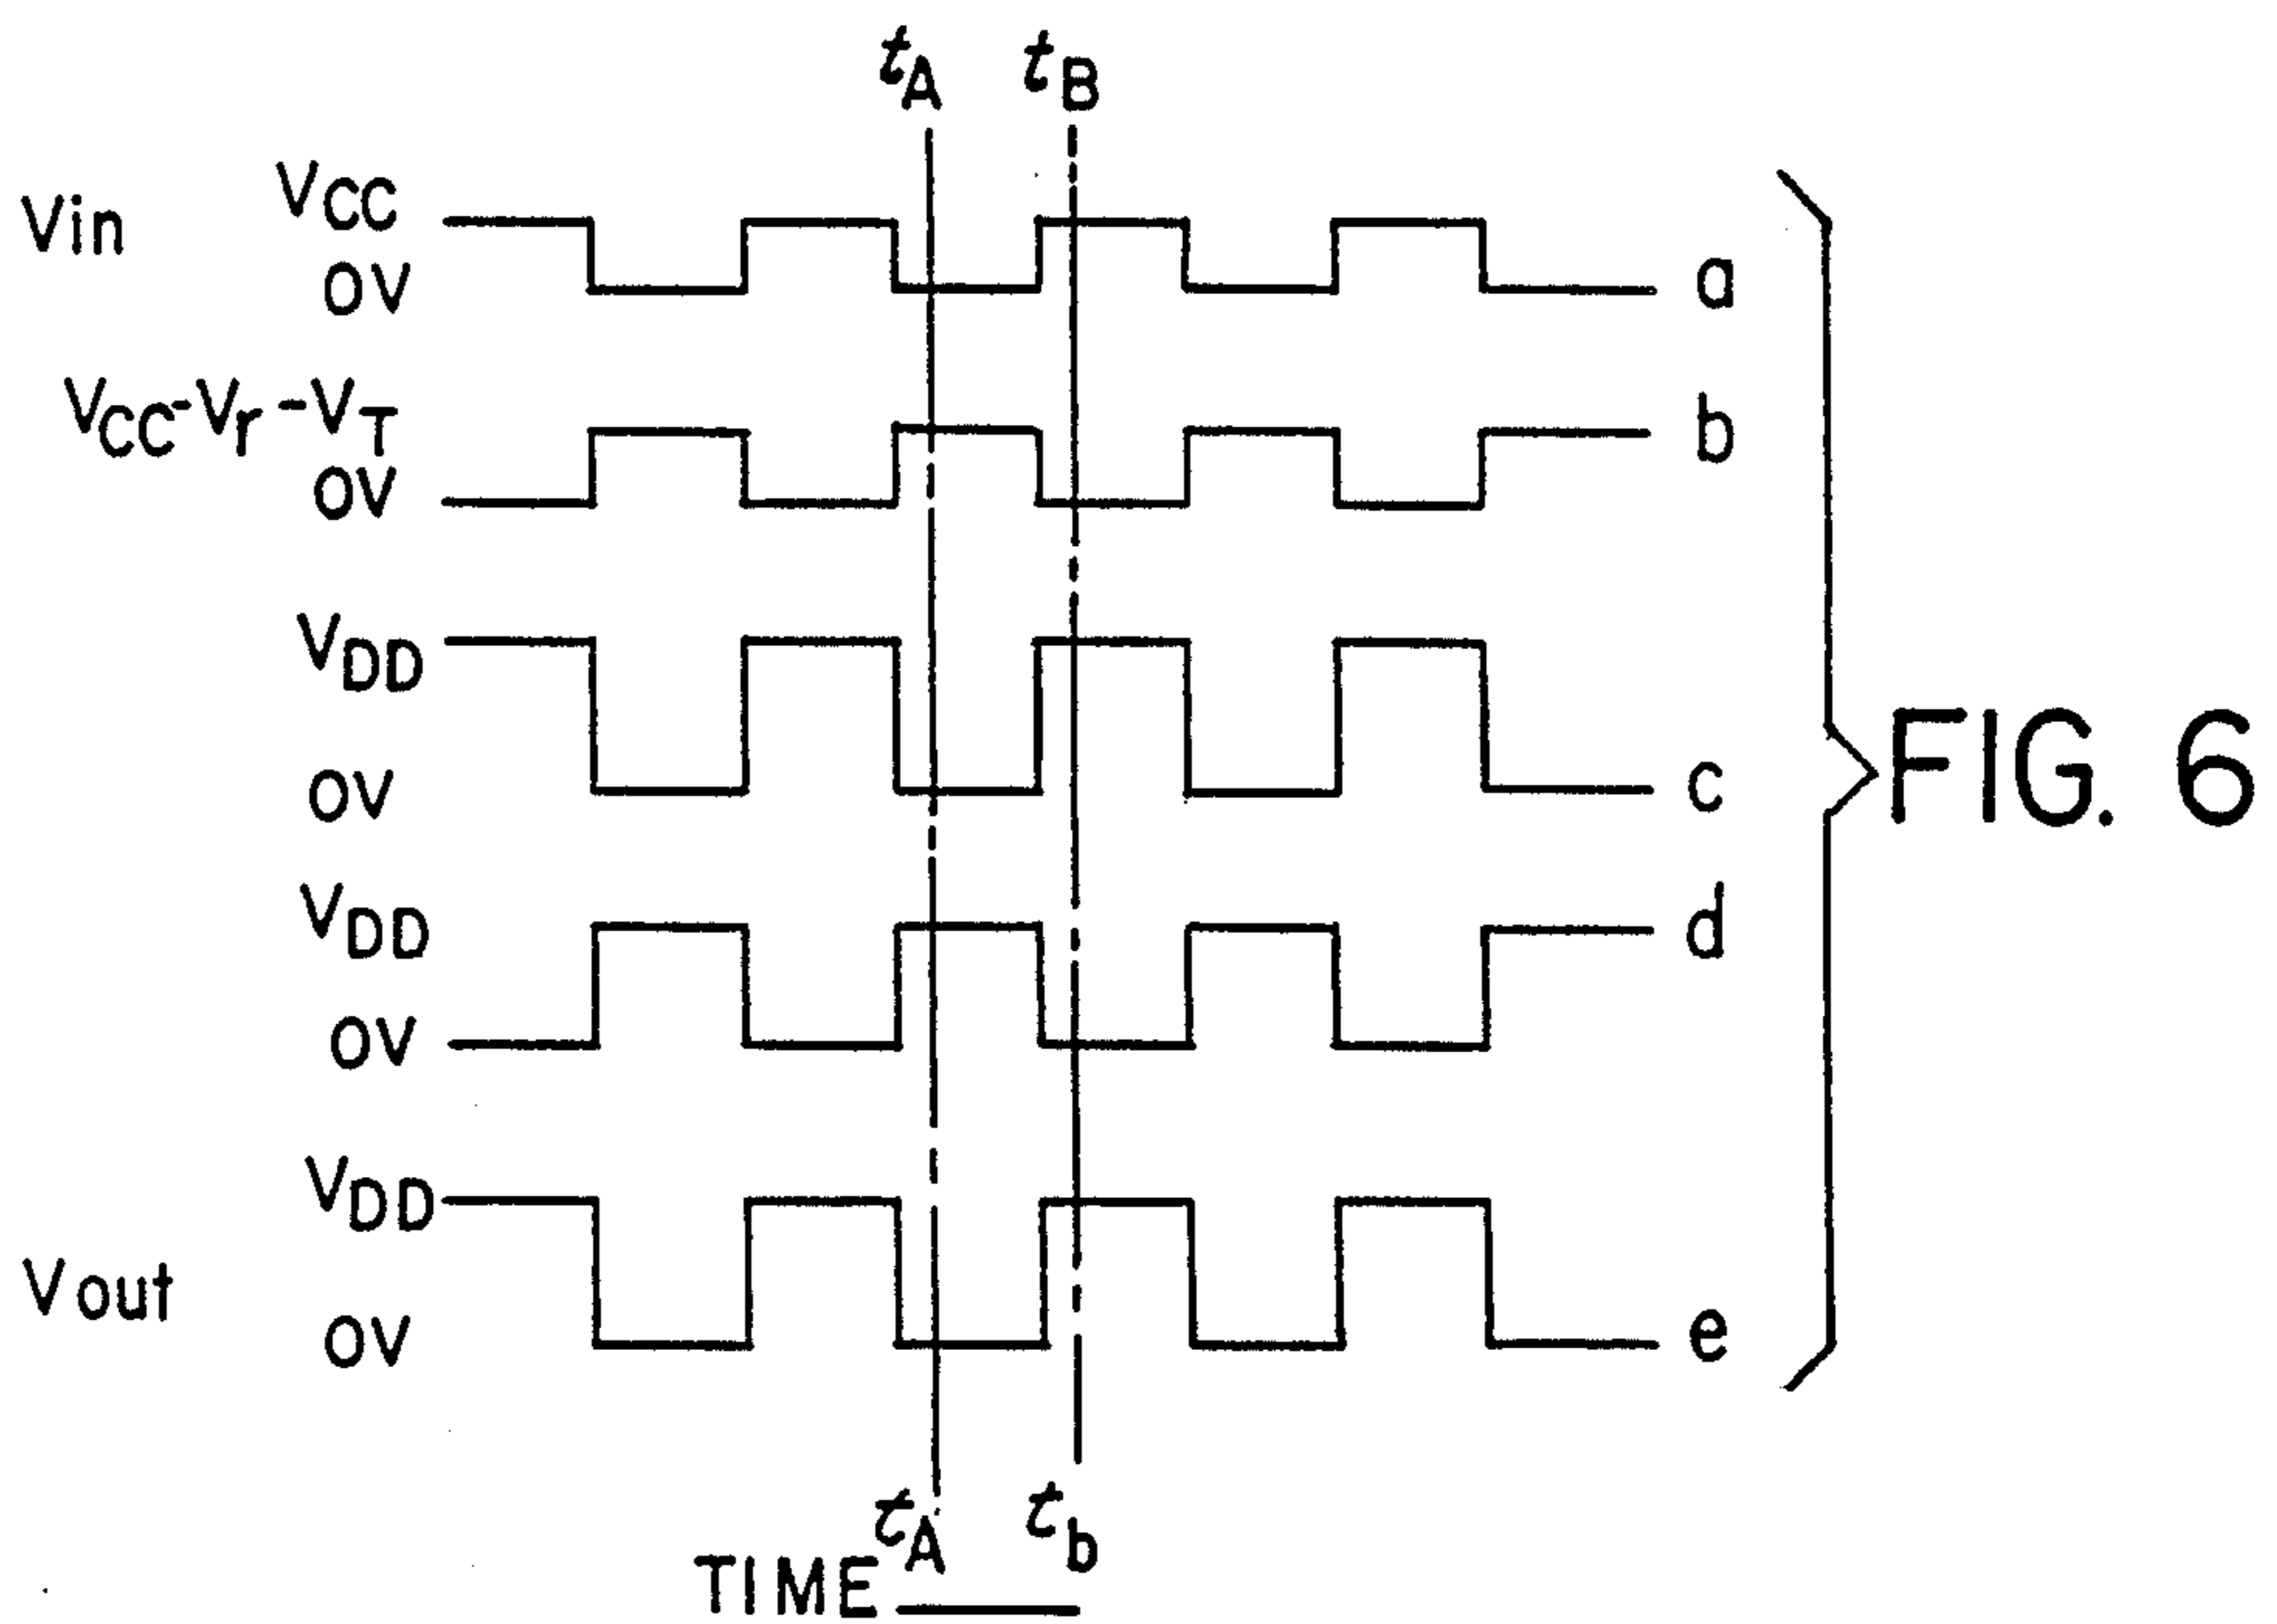 tA tB
Vin VCC
OV a
VCC-Vr-VT b
OV
VDD
OV c
FIG. 6
VDD d
OV
VDD
Vout
OV e
tA tb
TIME